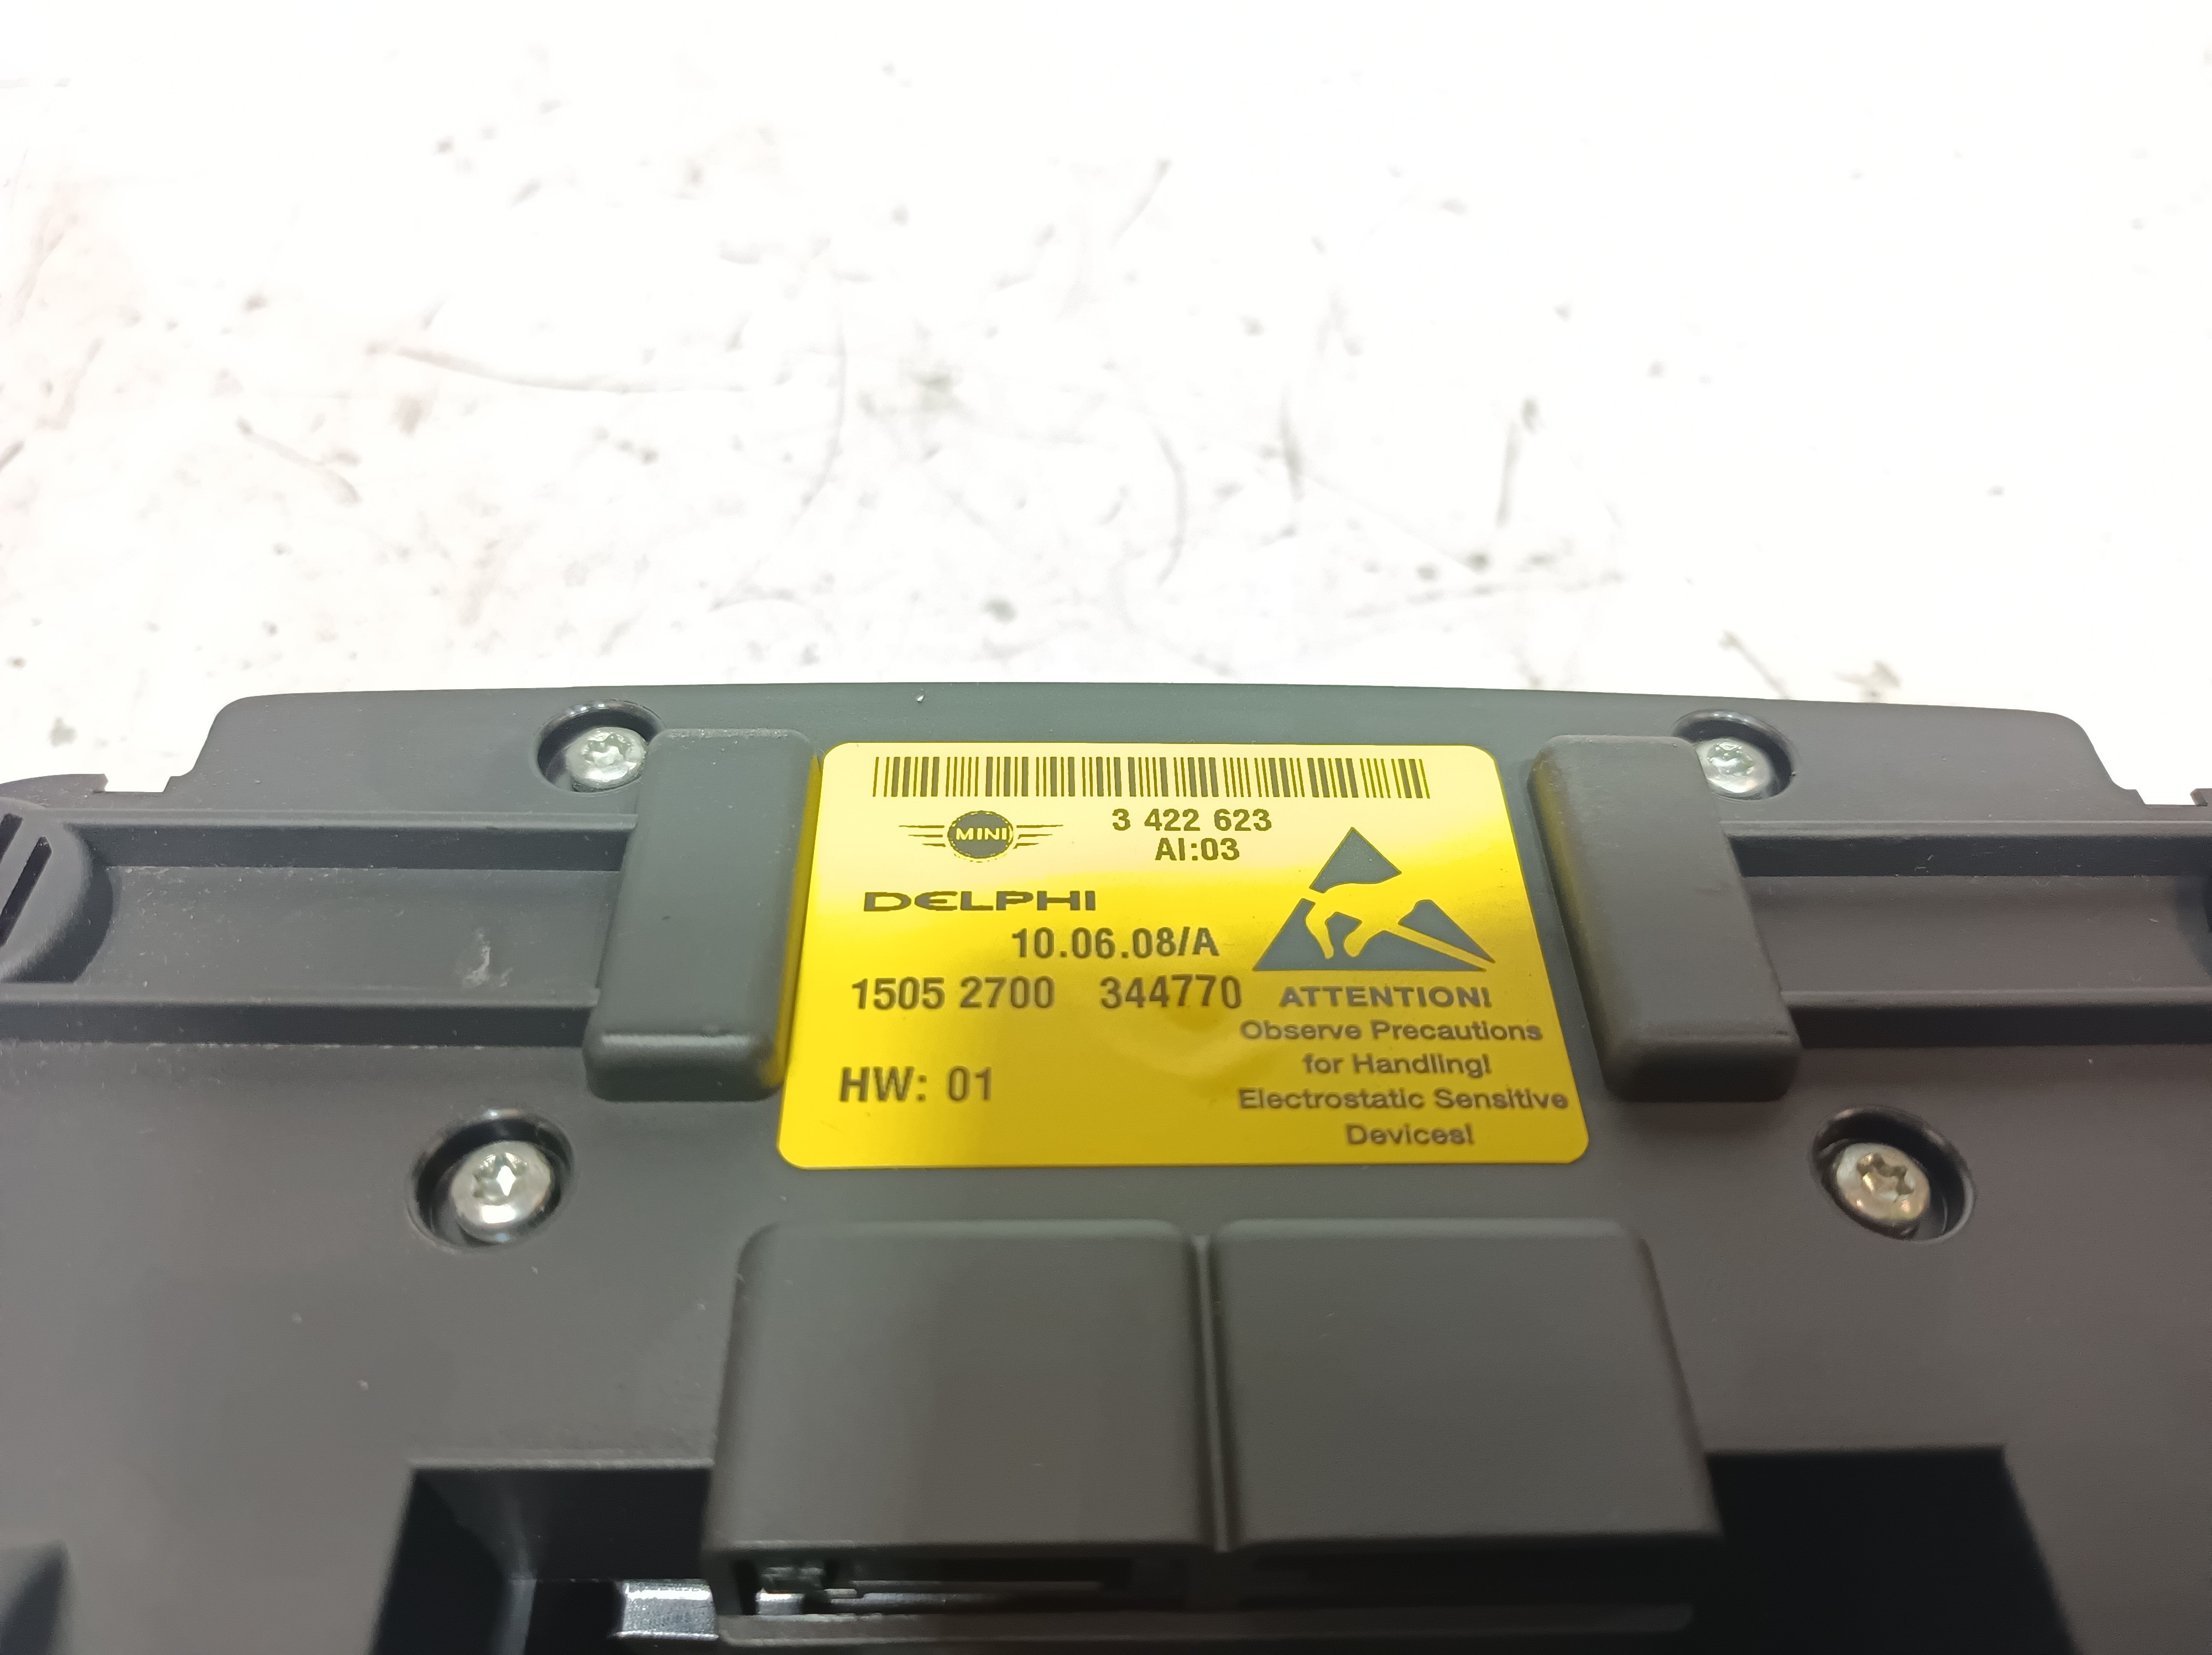 MINI
3 422 623
AI:03
DELPHI
10.06.08/A
1505 2700 344770
HW: 01
ATTENTION!
Observe Precautions
for Handling!
Electrostatic Sensitive
Devices!